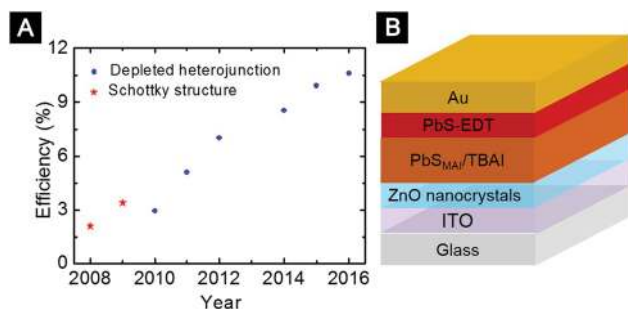 A
12
9
6
3
0
Efficiency (%)
Depleted heterojunction
Schottky structure
2008 2010 2012 2014 2016
Year
B
Au
PbS-EDT
PbSMAI/TBAI
ZnO nanocrystals
ITO
Glass